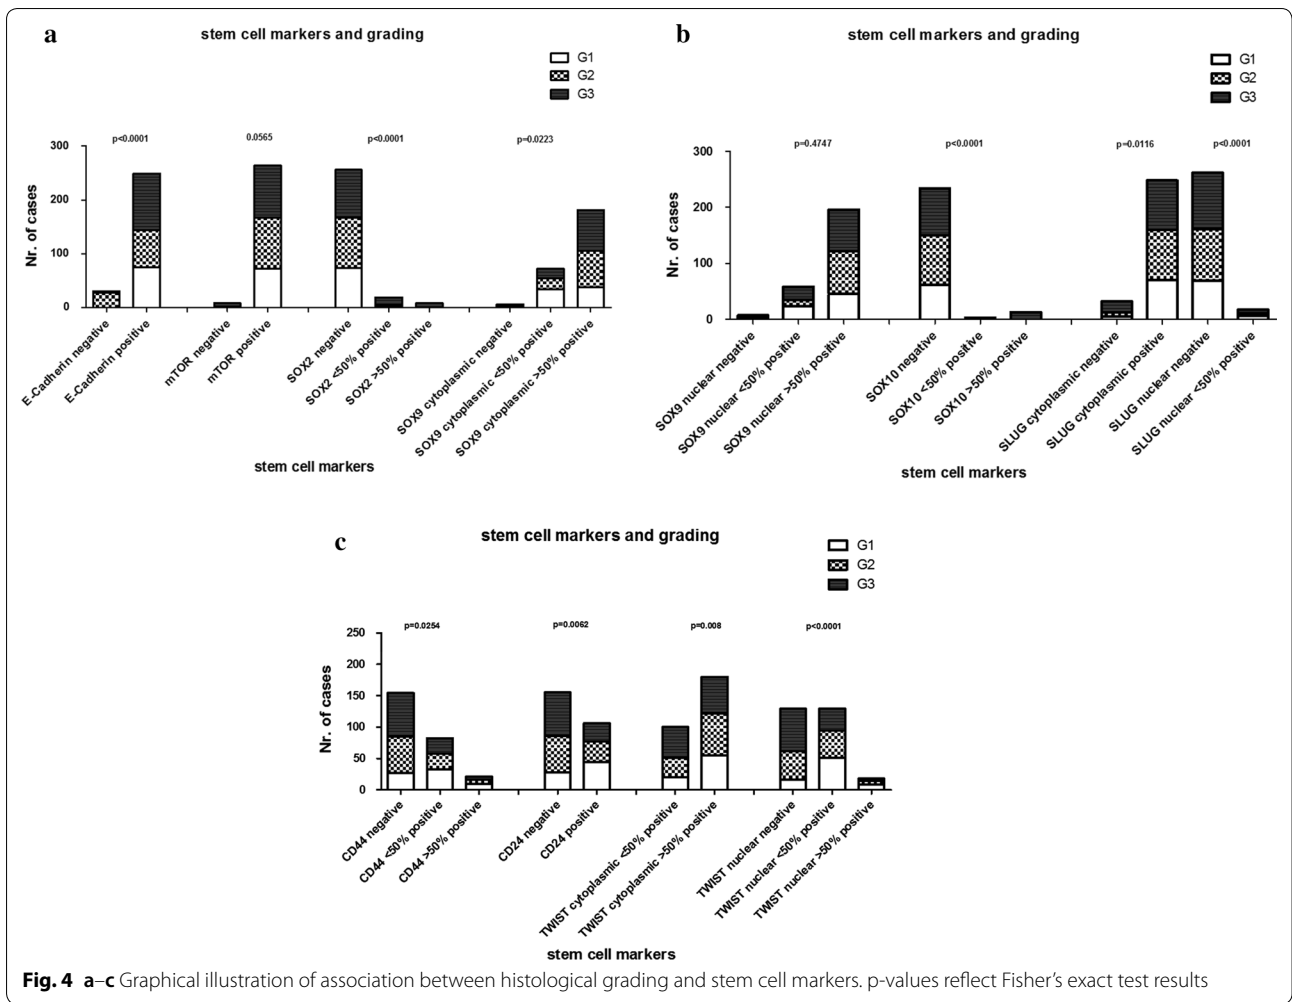 a
stem cell markers and grading
G1
G2
G3
p<0.0001
0.0565
p<0.0001
p=0.0223
300
200
100
0
Nr. of cases
E-Cadherin negative
E-Cadherin positive
mTOR negative
mTOR positive
SOX2 negative
SOX2 <50% positive
SOX2 >50% positive
SOX9 cytoplasmic negative
SOX9 cytoplasmic <50% positive
SOX9 cytoplasmic >50% positive
stem cell markers
b
stem cell markers and grading
G1
G2
G3
p=0.4747
p<0.0001
p=0.0116
p<0.0001
300
200
100
0
Nr. of cases
SOX9 nuclear negative
SOX9 nuclear <50% positive
SOX9 nuclear >50% positive
SOX10 negative
SOX10 <50% positive
SOX10 >50% positive
SLUG cytoplasmic negative
SLUG cytoplasmic positive
SLUG nuclear negative
SLUG nuclear <50% positive
stem cell markers
c
stem cell markers and grading
G1
G2
G3
p=0.0254
p=0.0062
p=0.008
p<0.0001
250
200
150
100
50
0
Nr. of cases
CD44 negative
CD44 <50% positive
CD44 >50% positive
CD24 negative
CD24 positive
TWIST cytoplasmic <50% positive
TWIST cytoplasmic >50% positive
TWIST nuclear negative
TWIST nuclear <50% positive
TWIST nuclear >50% positive
stem cell markers
Fig. 4 a–c Graphical illustration of association between histological grading and stem cell markers. p-values reflect Fisher's exact test results